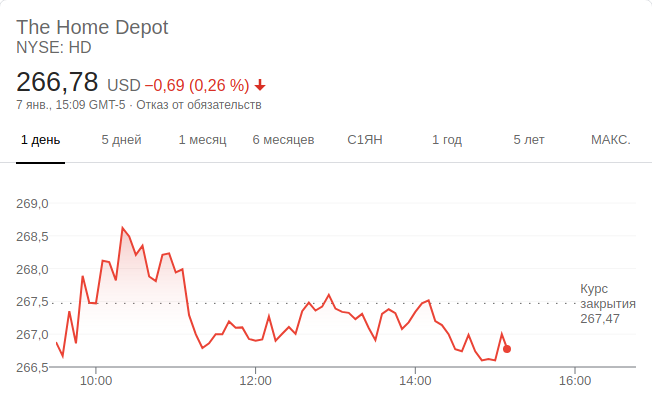 The Home Depot
NYSE: HD
266,78 USD −0,69 (0,26 %)
7 янв., 15:09 GMT-5 · Отказ от обязательств
1 день 5 дней 1 месяц 6 месяцев С1ЯН 1 год 5 лет МАКС.
269,0
268,5
268,0
267,5
267,0
266,5
Курс
закрытия
267,47
10:00 12:00 14:00 16:00